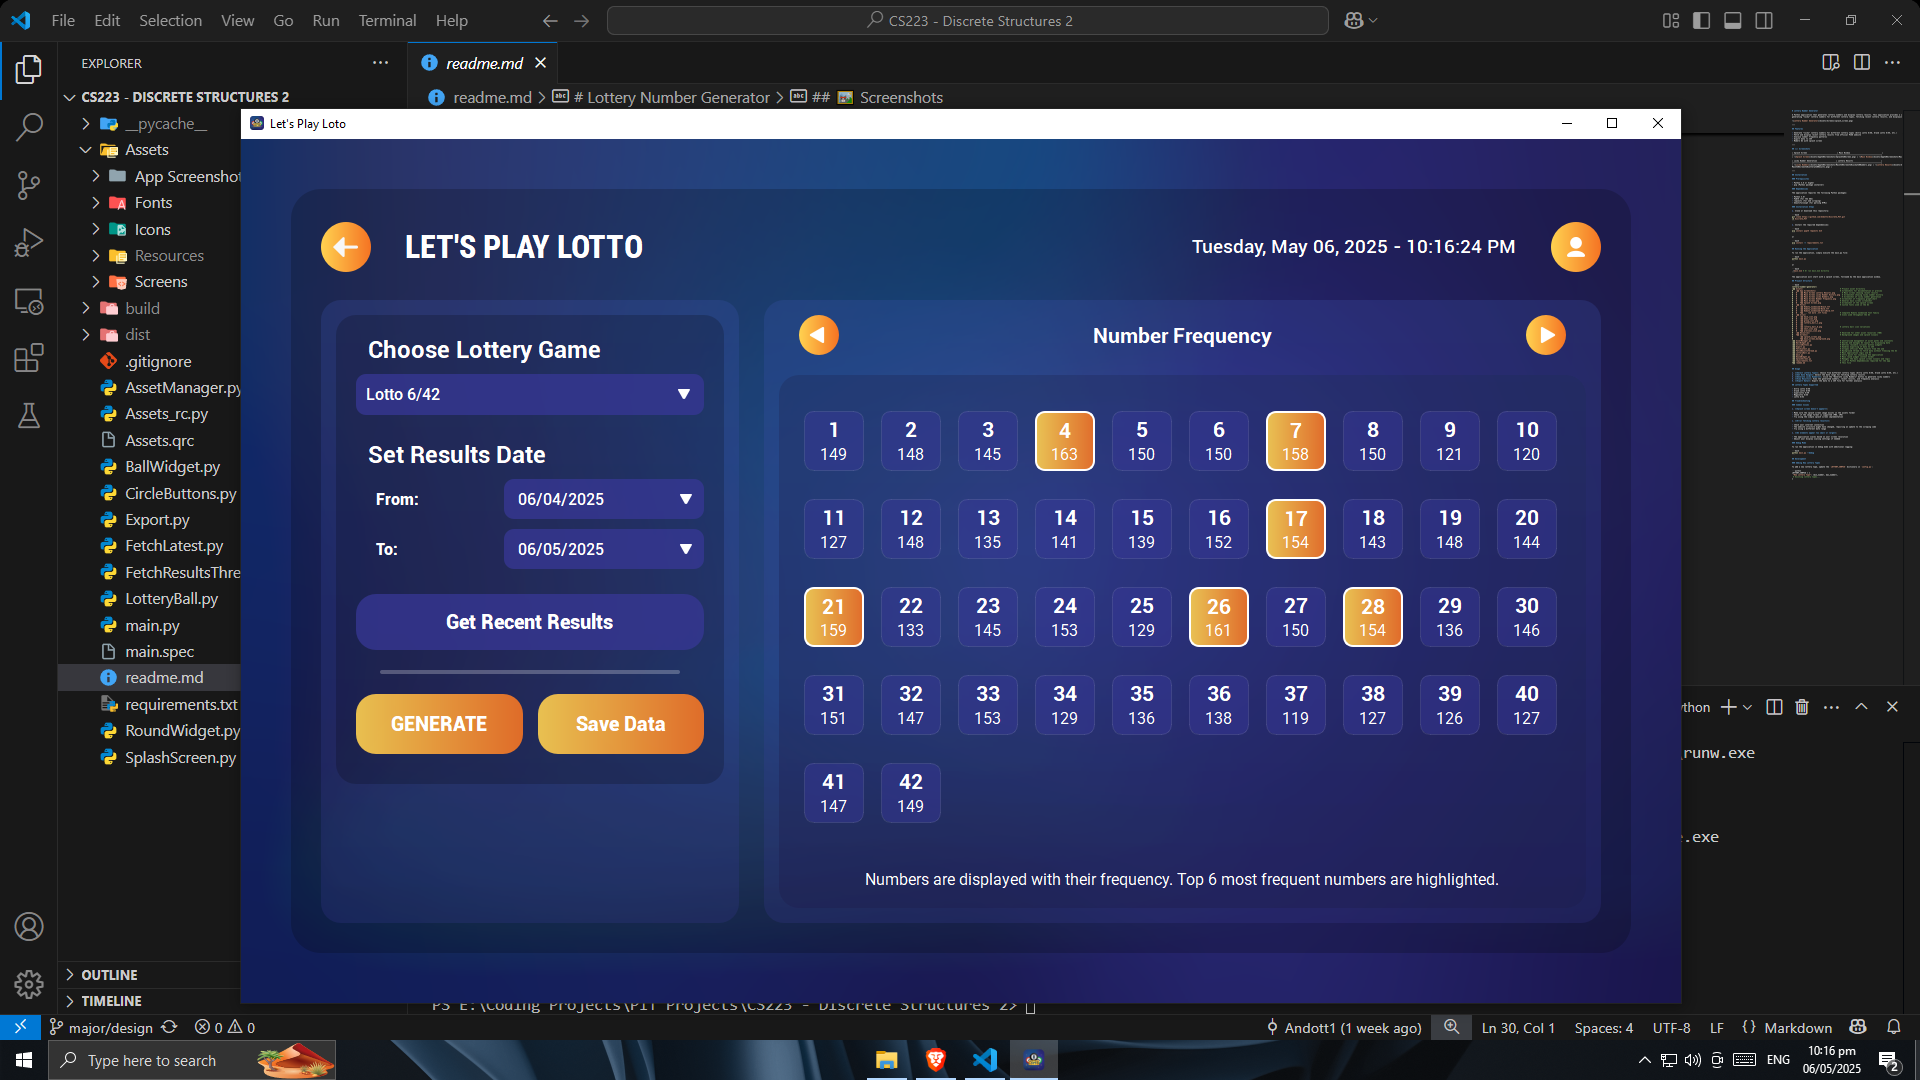 File Edit Selection View Go Run Terminal Help
CS223 - Discrete Structures 2
EXPLORER
readme.md
CS223 - DISCRETE STRUCTURES 2
readme.md > # Lottery Number Generator > ## Screenshots
__pycache__
Assets
App Screenshot
Fonts
Icons
Resources
Screens
build
dist
.gitignore
AssetManager.py
Assets_rc.py
Assets.qrc
BallWidget.py
CircleButtons.py
Export.py
FetchLatest.py
FetchResultsThre
LotteryBall.py
main.py
main.spec
readme.md
requirements.txt
RoundWidget.py
SplashScreen.py
OUTLINE
TIMELINE
Let's Play Loto
LET'S PLAY LOTTO
Tuesday, May 06, 2025 - 10:16:24 PM
Choose Lottery Game
Lotto 6/42
Set Results Date
From: 06/04/2025
To: 06/05/2025
Get Recent Results
GENERATE Save Data
Number Frequency
1 2 3 4 5 6 7 8 9 10
149 148 145 163 150 150 158 150 121 120
11 12 13 14 15 16 17 18 19 20
127 148 135 141 139 152 154 143 148 144
21 22 23 24 25 26 27 28 29 30
159 133 145 153 129 161 150 154 136 146
31 32 33 34 35 36 37 38 39 40
151 147 153 129 136 138 119 127 126 127
41 42
147 149
Numbers are displayed with their frequency. Top 6 most frequent numbers are highlighted.
ython
runw.exe
.exe
PS E:\Coding Projects\PIT Projects\CS223 - Discrete Structures 2>
major/design 0 0
Andott1 (1 week ago) Ln 30, Col 1 Spaces: 4 UTF-8 LF {} Markdown
Type here to search
ENG
10:16 pm
06/05/2025
2